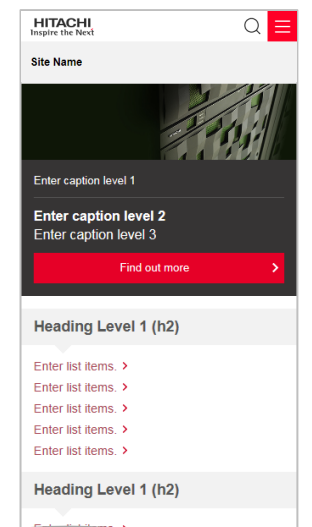 HITACHI
Inspire the Next
Site Name
Enter caption level 1
Enter caption level 2
Enter caption level 3
Find out more
Heading Level 1 (h2)
Enter list items.
Enter list items.
Enter list items.
Enter list items.
Enter list items.
Heading Level 1 (h2)